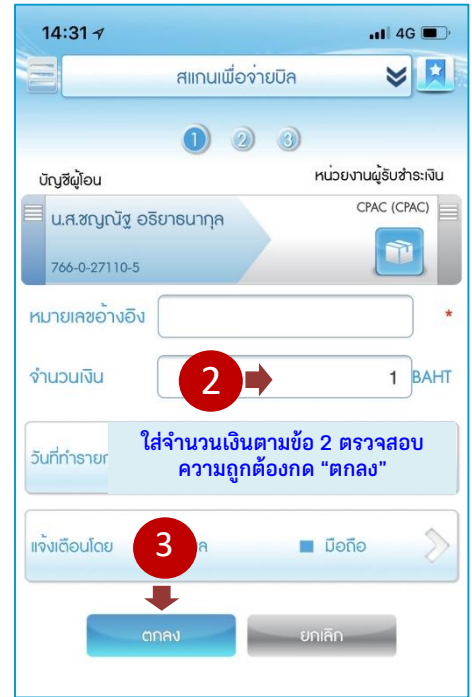 14:31 4G
สแกนเพื่อจ่ายบิล
1 2 3
บัญชีผู้โอน หน่วยงานผู้รับชำระเงิน
น.ส.ชญณัฐ อริยาธนากุล CPAC (CPAC)
766-0-27110-5
หมายเลขอ้างอิง *
จำนวนเงิน 2 1 BAHT
ใส่จำนวนเงินตามข้อ 2 ตรวจสอบ
วันที่ทำราย
ความถูกต้องกด “ตกลง”
แจ้งเตือนโดย 3 ล มือถือ
ตกลง ยกเลิก